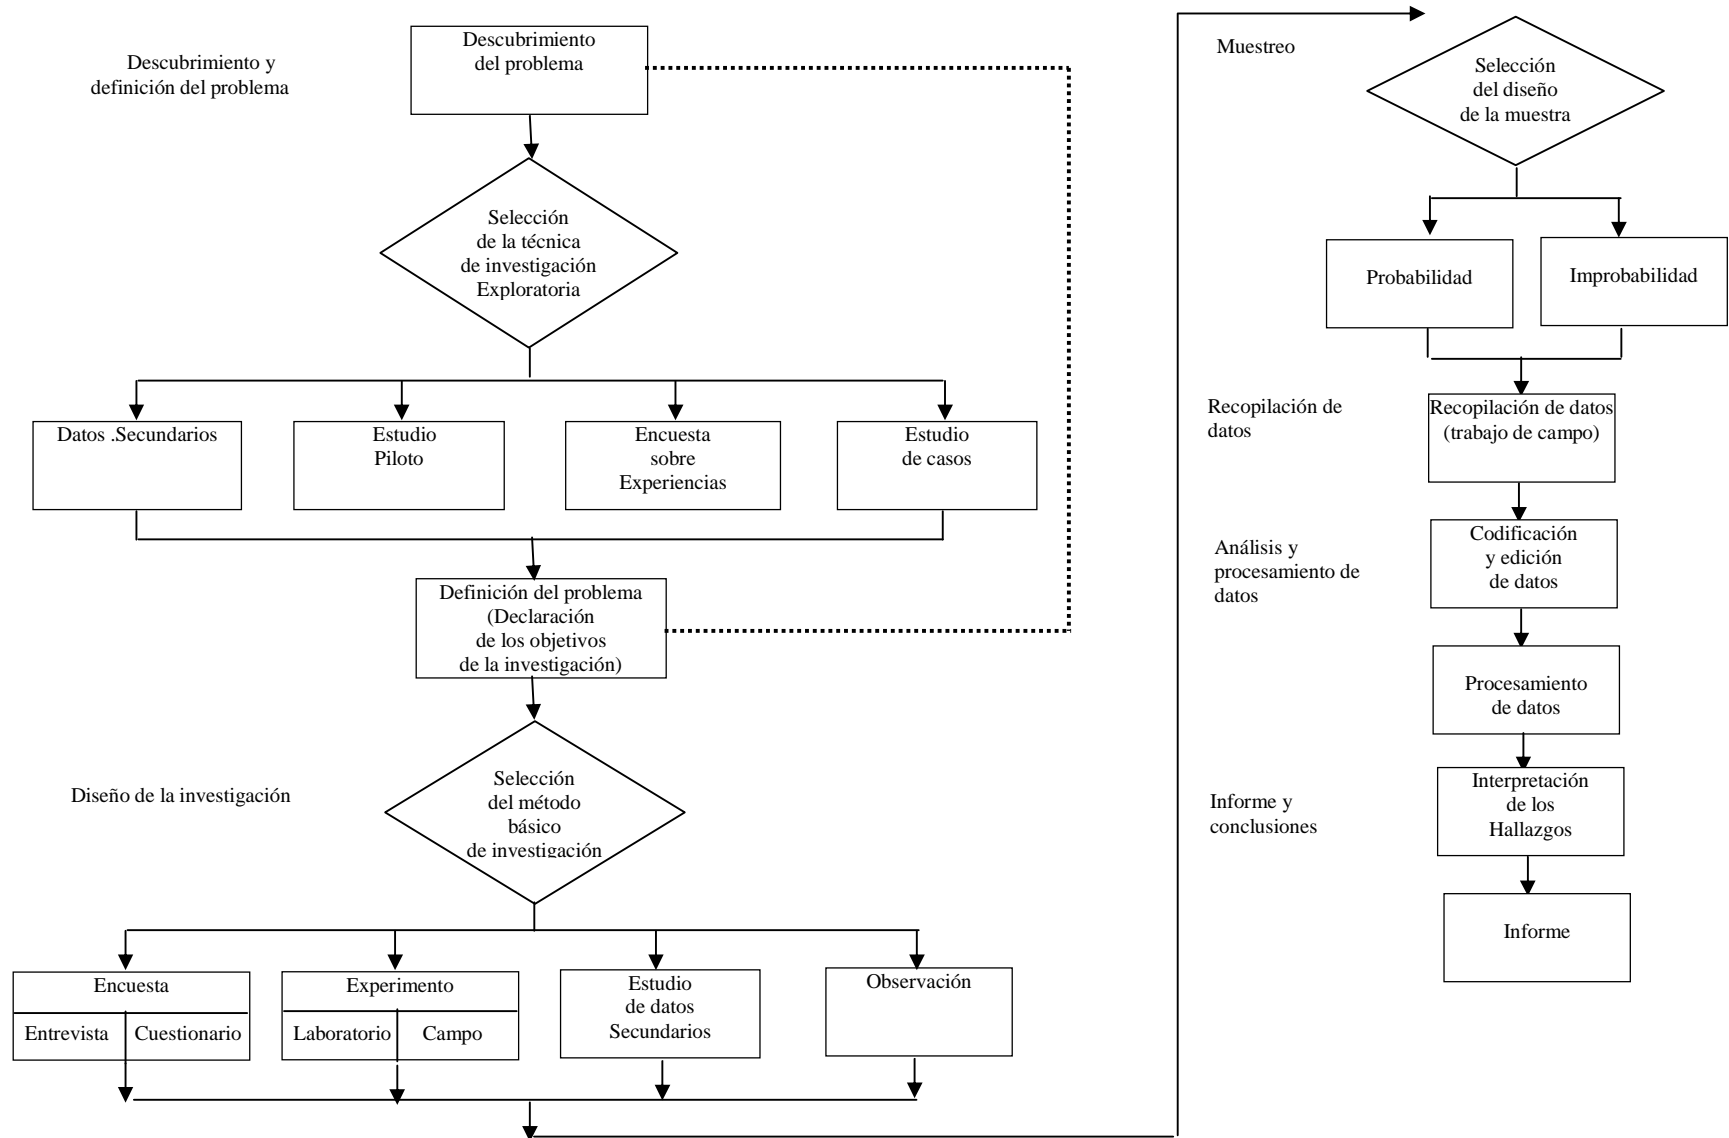 Descubrimiento y
definición del problema
Descubrimiento
del problema
Selección
de la técnica
de investigación
Exploratoria
Datos .Secundarios
Estudio
Piloto
Encuesta
sobre
Experiencias
Estudio
de casos
Definición del problema
(Declaración
de los objetivos
de la investigación)
Diseño de la investigación
Selección
del método
básico
de investigación
Encuesta
Entrevista
Cuestionario
Experimento
Laboratorio
Campo
Estudio
de datos
Secundarios
Observación
Muestreo
Selección
del diseño
de la muestra
Probabilidad
Improbabilidad
Recopilación de
datos
Recopilación de datos
(trabajo de campo)
Análisis y
procesamiento de
datos
Codificación
y edición
de datos
Procesamiento
de datos
Informe y
conclusiones
Interpretación
de los
Hallazgos
Informe